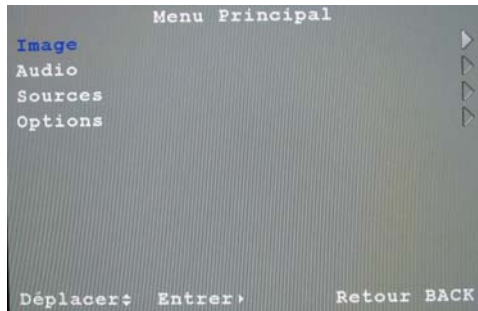 Menu Principal
Image
Audio
Sources
Options
Déplacer Entrer Retour BACK